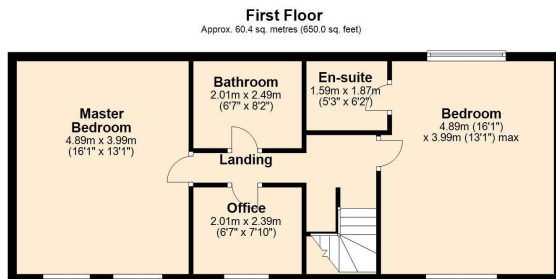 First Floor
Approx. 60.4 sq. metres (650.0 sq. feet)
Master
Bedroom
4.89m x 3.99m
(16'1" x 13'1")
Bathroom
2.01m x 2.49m
(6'7" x 8'2")
En-suite
1.59m x 1.87m
(5'3" x 6'2")
Bedroom
4.89m (16'1")
x 3.99m (13'1") max
Landing
Office
2.01m x 2.39m
(6'7" x 7'10")